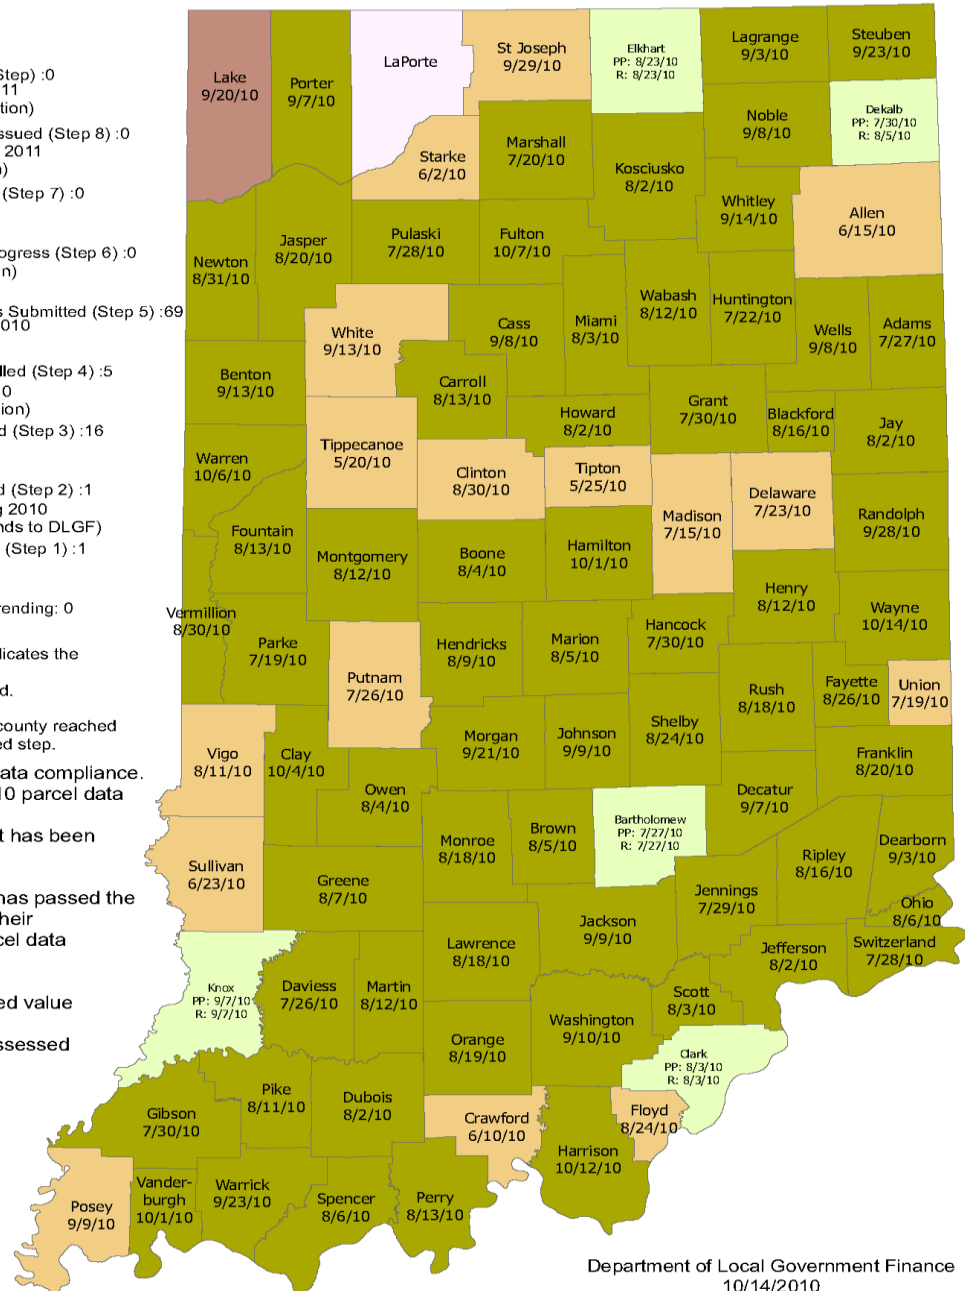 Step) :0
11
tion)
ssued (Step 8) :0
2011
)
(Step 7) :0
ogress (Step 6) :0
n)
s Submitted (Step 5) :69
010
lled (Step 4) :5
0
ion)
d (Step 3) :16
d (Step 2) :1
g 2010
nds to DLGF)
(Step 1) :1
rending: 0
dicates the
d.
county reached
ed step.
ata compliance.
10 parcel data
t has been
has passed the
heir
cel data
ed value
ssessed
Lake
9/20/10
Porter
9/7/10
LaPorte
St Joseph
9/29/10
Elkhart
PP: 8/23/10
R: 8/23/10
Lagrange
9/3/10
Steuben
9/23/10
Noble
9/8/10
Dekalb
PP: 7/30/10
R: 8/5/10
Starke
6/2/10
Marshall
7/20/10
Kosciusko
8/2/10
Whitley
9/14/10
Allen
6/15/10
Newton
8/31/10
Jasper
8/20/10
Pulaski
7/28/10
Fulton
10/7/10
White
9/13/10
Cass
9/8/10
Miami
8/3/10
Wabash
8/12/10
Huntington
7/22/10
Wells
9/8/10
Adams
7/27/10
Benton
9/13/10
Carroll
8/13/10
Howard
8/2/10
Grant
7/30/10
Blackford
8/16/10
Jay
8/2/10
Warren
10/6/10
Tippecanoe
5/20/10
Clinton
8/30/10
Tipton
5/25/10
Madison
7/15/10
Delaware
7/23/10
Randolph
9/28/10
Fountain
8/13/10
Montgomery
8/12/10
Boone
8/4/10
Hamilton
10/1/10
Henry
8/12/10
Wayne
10/14/10
Vermillion
8/30/10
Parke
7/19/10
Putnam
7/26/10
Hendricks
8/9/10
Marion
8/5/10
Hancock
7/30/10
Rush
8/18/10
Fayette
8/26/10
Union
7/19/10
Vigo
8/11/10
Clay
10/4/10
Owen
8/4/10
Morgan
9/21/10
Johnson
9/9/10
Shelby
8/24/10
Decatur
9/7/10
Franklin
8/20/10
Sullivan
6/23/10
Greene
8/7/10
Monroe
8/18/10
Brown
8/5/10
Bartholomew
PP: 7/27/10
R: 7/27/10
Jennings
7/29/10
Ripley
8/16/10
Dearborn
9/3/10
Ohio
8/6/10
Knox
PP: 9/7/10
R: 9/7/10
Daviess
7/26/10
Martin
8/12/10
Lawrence
8/18/10
Jackson
9/9/10
Jefferson
8/2/10
Switzerland
7/28/10
Scott
8/3/10
Washington
9/10/10
Orange
8/19/10
Clark
PP: 8/3/10
R: 8/3/10
Gibson
7/30/10
Pike
8/11/10
Dubois
8/2/10
Crawford
6/10/10
Floyd
8/24/10
Harrison
10/12/10
Posey
9/9/10
Vander-
burgh
10/1/10
Warrick
9/23/10
Spencer
8/6/10
Perry
8/13/10
Department of Local Government Finance
10/14/2010